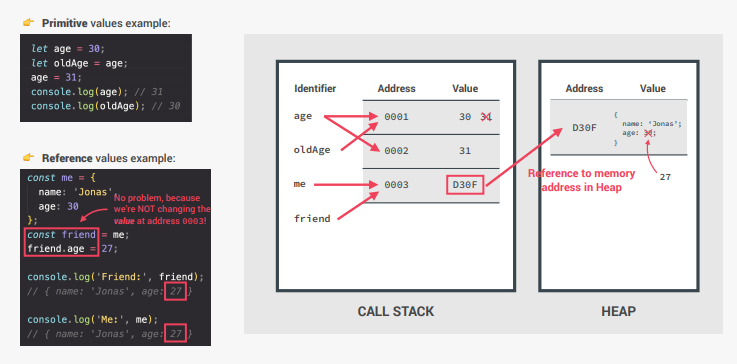 👉 Primitive values example:
let age = 30;
let oldAge = age;
age = 31;
console.log(age); // 31
console.log(oldAge); // 30
👉 Reference values example:
const me = {
name: 'Jonas'
age: 30
};
const friend = me;
friend.age = 27;
console.log('Friend:', friend);
// { name: 'Jonas', age: 27 }
console.log('Me:', me);
// { name: 'Jonas', age: 27 }
No problem, because
we're NOT changing the
value at address 0003!
Identifier Address Value
age 0001 30 31
oldAge 0002 31
me 0003 D30F
friend
CALL STACK
Address Value
D30F
{
name: 'Jonas';
age: 30;
}
27
Reference to memory
address in Heap
HEAP